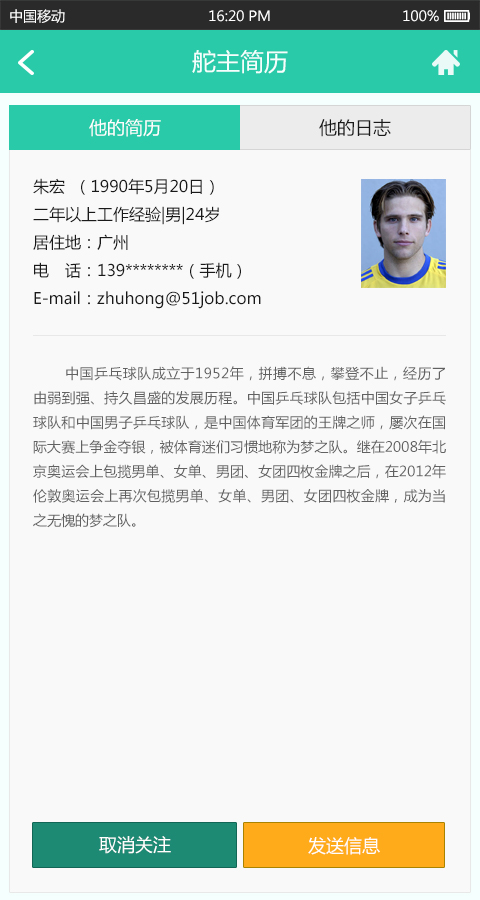 中国移动 16:20 PM 100%
舵主简历
他的简历 他的日志
朱宏 （1990年5月20日）
二年以上工作经验|男|24岁
居住地：广州
电　话：139********（手机）
E-mail：zhuhong@51job.com
中国乒乓球队成立于1952年，拼搏不息，攀登不止，经历了
由弱到强、持久昌盛的发展历程。中国乒乓球队包括中国女子乒乓
球队和中国男子乒乓球队，是中国体育军团的王牌之师，屡次在国
际大赛上争金夺银，被体育迷们习惯地称为梦之队。继在2008年北
京奥运会上包揽男单、女单、男团、女团四枚金牌之后，在2012年
伦敦奥运会上再次包揽男单、女单、男团、女团四枚金牌，成为当
之无愧的梦之队。
取消关注 发送信息